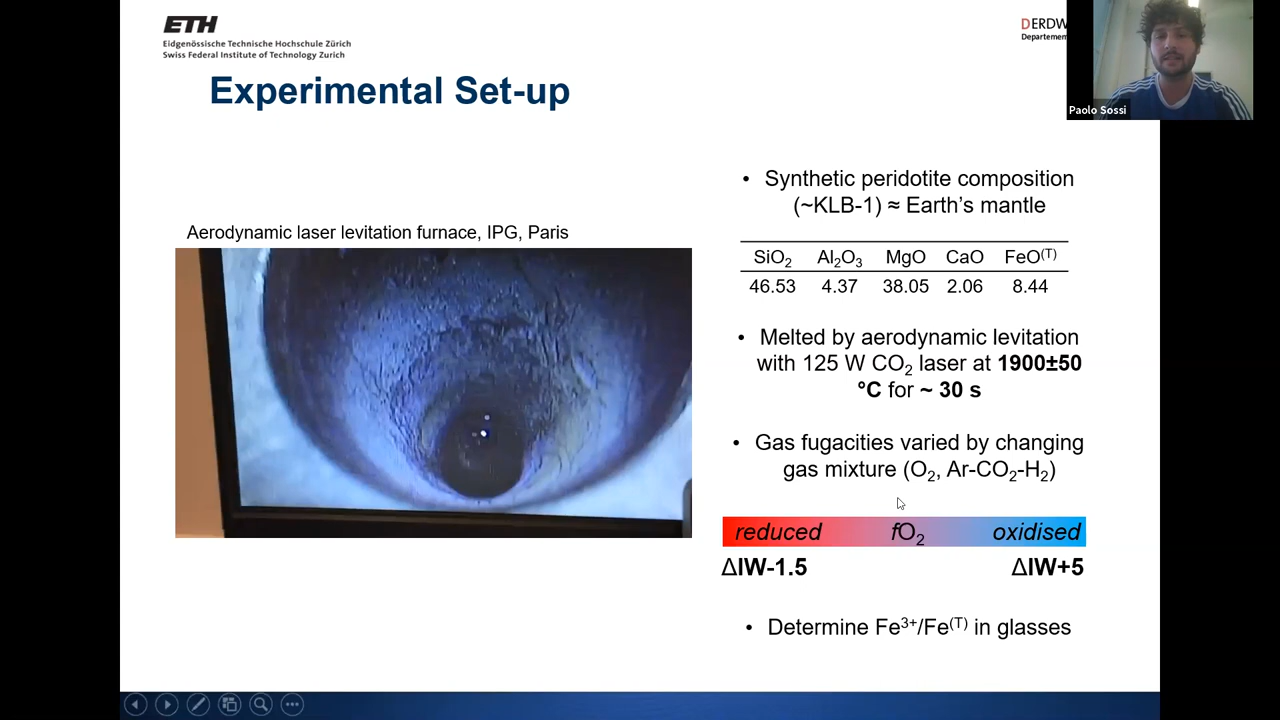 ETH
Eidgenössische Technische Hochschule Zürich
Swiss Federal Institute of Technology Zurich
DERDW
Departemen
Paolo Sossi
Experimental Set-up
Aerodynamic laser levitation furnace, IPG, Paris
• Synthetic peridotite composition
(~KLB-1) ≈ Earth's mantle
SiO₂ Al₂O₃ MgO CaO FeO⁽ᵀ⁾
46.53 4.37 38.05 2.06 8.44
• Melted by aerodynamic levitation
with 125 W CO₂ laser at 1900±50
°C for ~ 30 s
• Gas fugacities varied by changing
gas mixture (O₂, Ar-CO₂-H₂)
reduced fO₂ oxidised
ΔIW-1.5 ΔIW+5
• Determine Fe³⁺/Fe⁽ᵀ⁾ in glasses